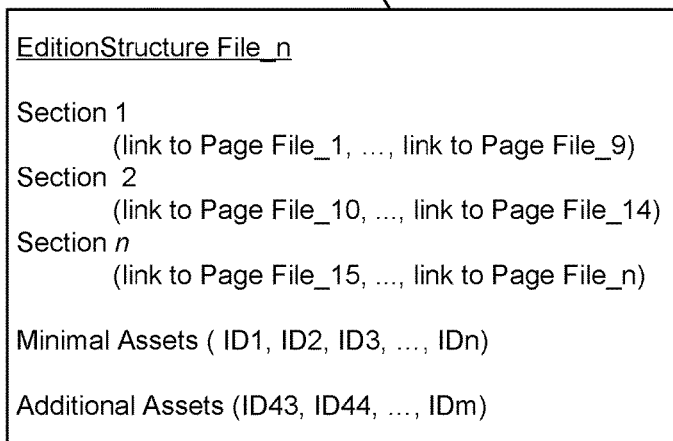 EditionStructure File_n
Section 1
(link to Page File_1, ..., link to Page File_9)
Section 2
(link to Page File_10, ..., link to Page File_14)
Section n
(link to Page File_15, ..., link to Page File_n)
Minimal Assets ( ID1, ID2, ID3, ..., IDn)
Additional Assets (ID43, ID44, ..., IDm)